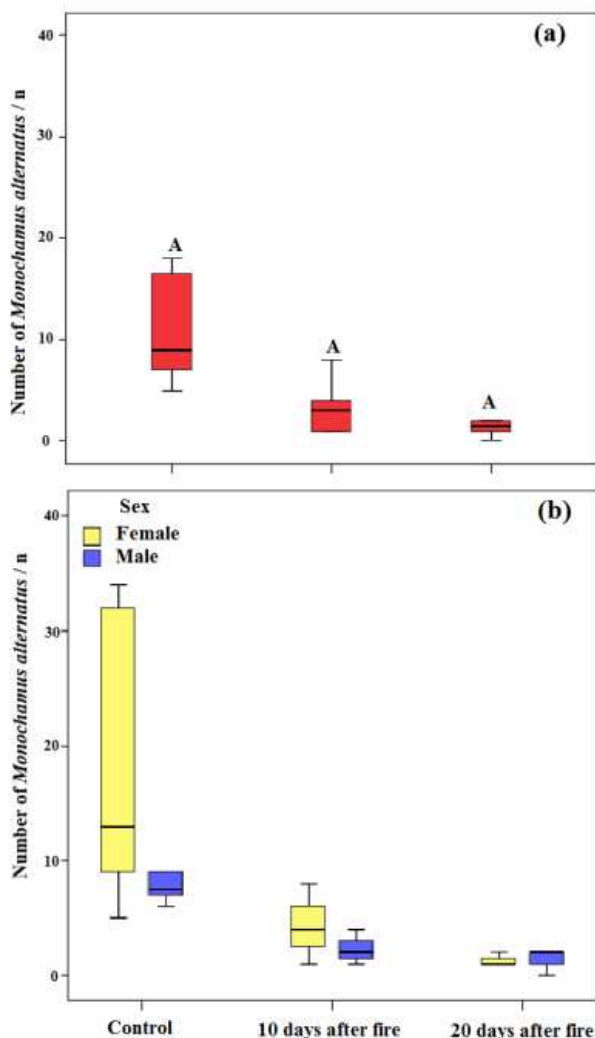 (a)
40
30
20
10
0
Number of Monochamus alternatus / n
A
A
A
(b)
Sex
Female
Male
40
30
20
10
0
Number of Monochamus alternatus / n
Control
10 days after fire
20 days after fire